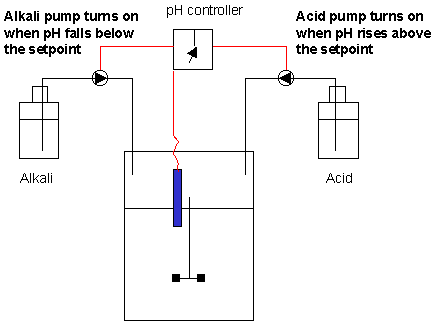 pH controller
Alkali pump turns on
when pH falls below
the setpoint
Acid pump turns on
when pH rises above
the setpoint
Alkali
Acid